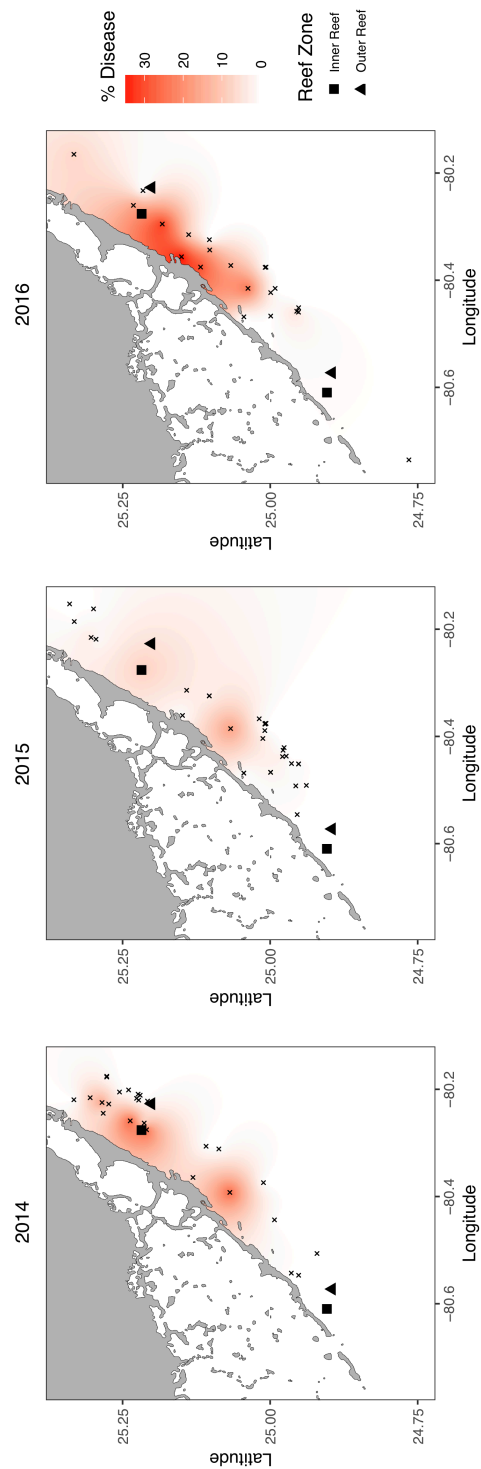 2014
2015
2016
Latitude
25.25
25.00
24.75
−80.6
−80.4
−80.2
Longitude
Latitude
25.25
25.00
24.75
−80.6
−80.4
−80.2
Longitude
Latitude
25.25
25.00
24.75
−80.6
−80.4
−80.2
Longitude
% Disease
30
20
10
0
Reef Zone
Inner Reef
Outer Reef